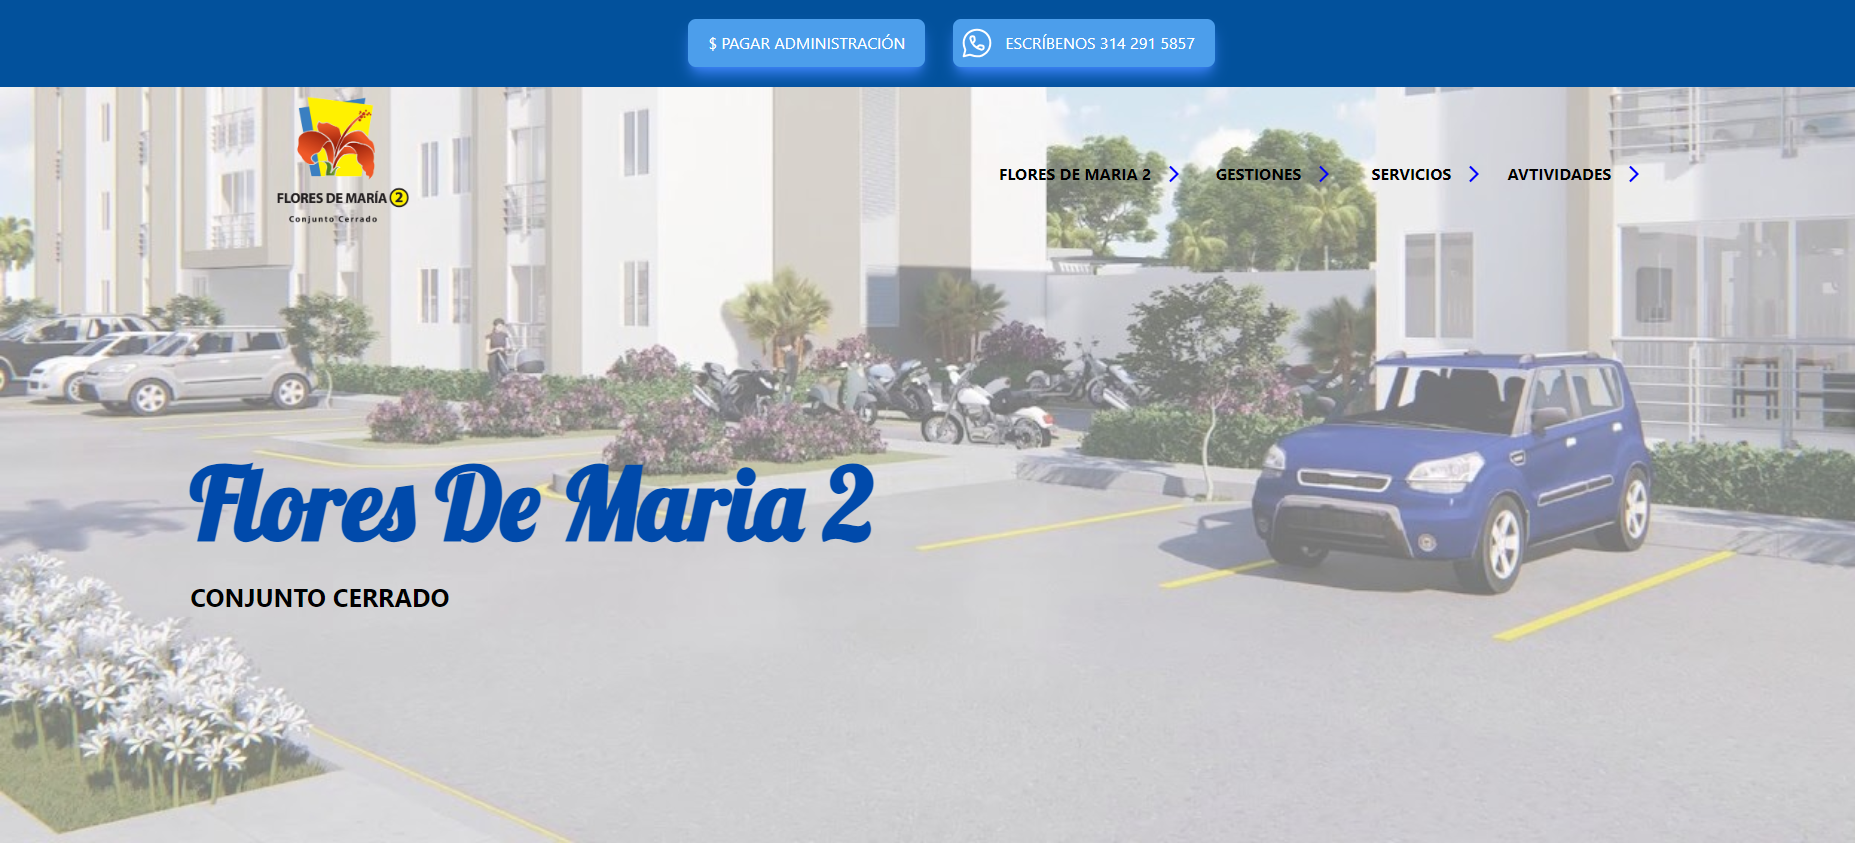 $ PAGAR ADMINISTRACIÓN
ESCRÍBENOS 314 291 5857
FLORES DE MARÍA 2
Conjunto Cerrado
FLORES DE MARIA 2
GESTIONES
SERVICIOS
AVTIVIDADES
Flores De Maria 2
CONJUNTO CERRADO